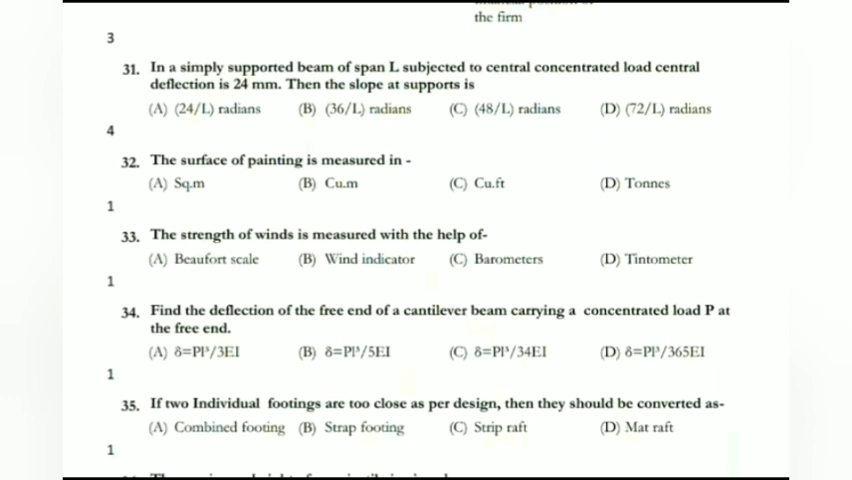 the firm
3
31. In a simply supported beam of span L subjected to central concentrated load central
deflection is 24 mm. Then the slope at supports is
(A) (24/L) radians (B) (36/L) radians (C) (48/L) radians (D) (72/L) radians
4
32. The surface of painting is measured in -
(A) Sq.m (B) Cu.m (C) Cu.ft (D) Tonnes
1
33. The strength of winds is measured with the help of-
(A) Beaufort scale (B) Wind indicator (C) Barometers (D) Tintometer
1
34. Find the deflection of the free end of a cantilever beam carrying a concentrated load P at
the free end.
(A) δ=Pl³/3EI (B) δ=Pl³/5EI (C) δ=Pl³/34EI (D) δ=Pl³/365EI
1
35. If two Individual footings are too close as per design, then they should be converted as-
(A) Combined footing (B) Strap footing (C) Strip raft (D) Mat raft
1